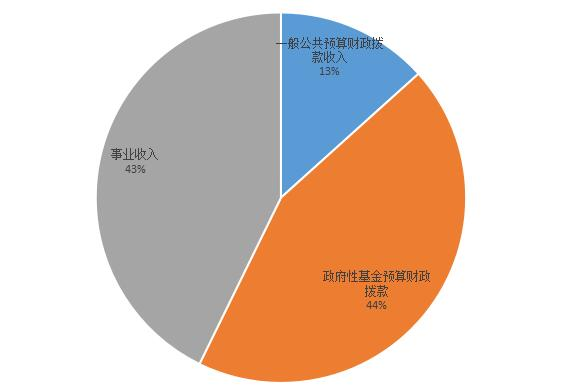 一般公共预算财政拨
款收入
13%
事业收入
43%
政府性基金预算财政
拨款
44%